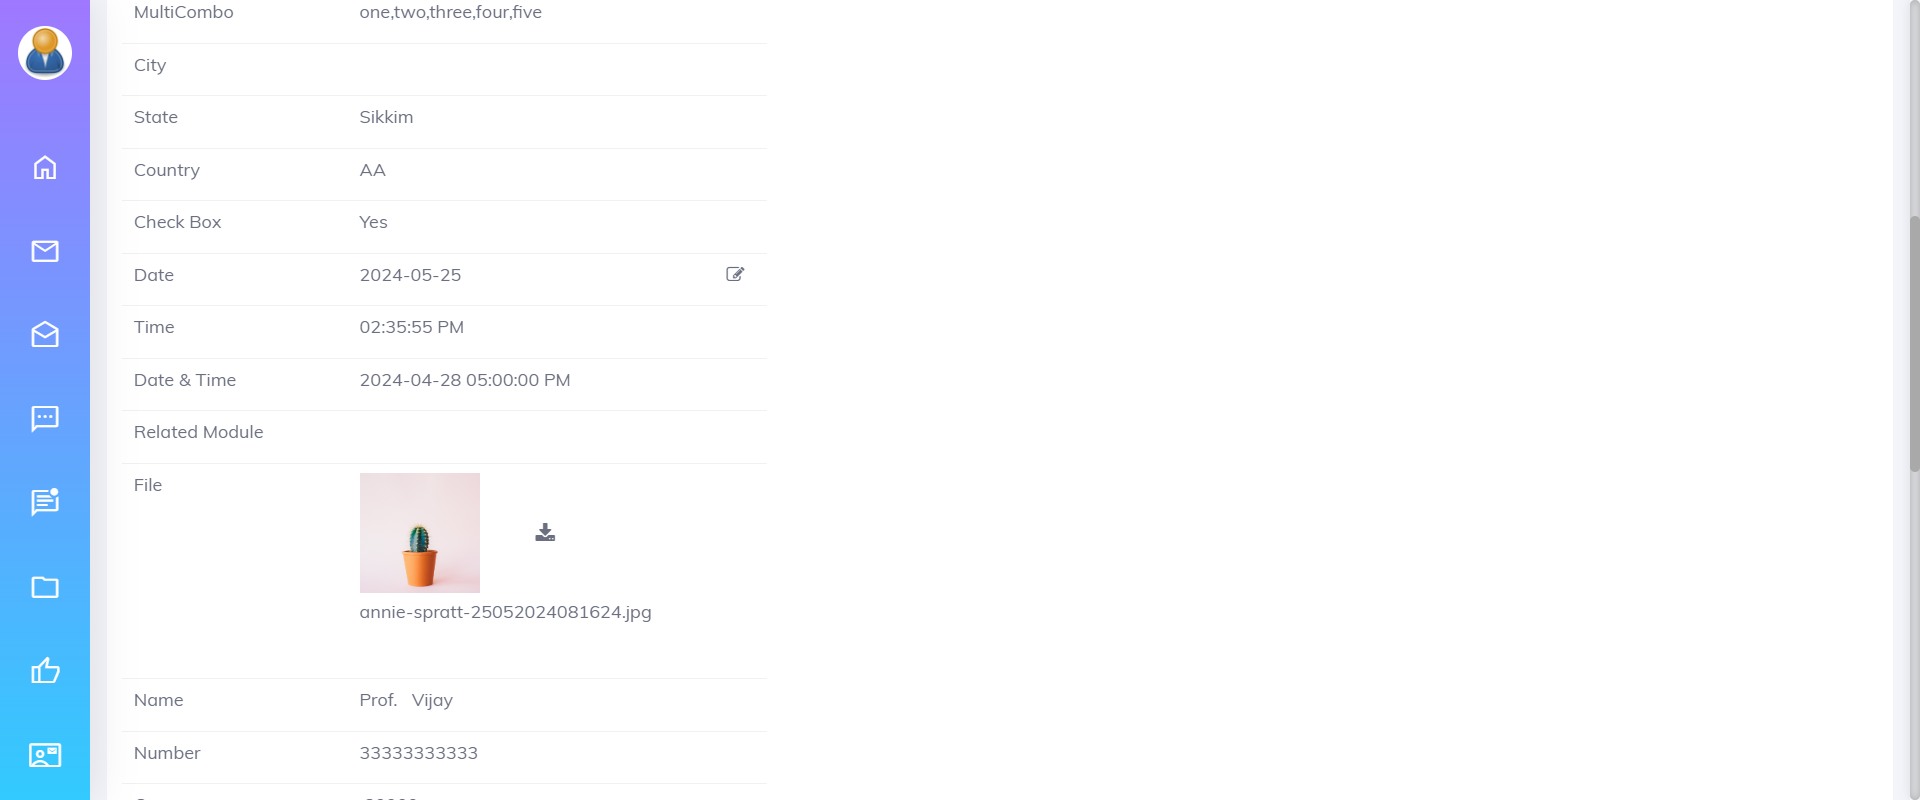 MultiCombo one,two,three,four,five
City
State Sikkim
Country AA
Check Box Yes
Date 2024-05-25
Time 02:35:55 PM
Date & Time 2024-04-28 05:00:00 PM
Related Module
File
annie-spratt-25052024081624.jpg
Name Prof. Vijay
Number 33333333333